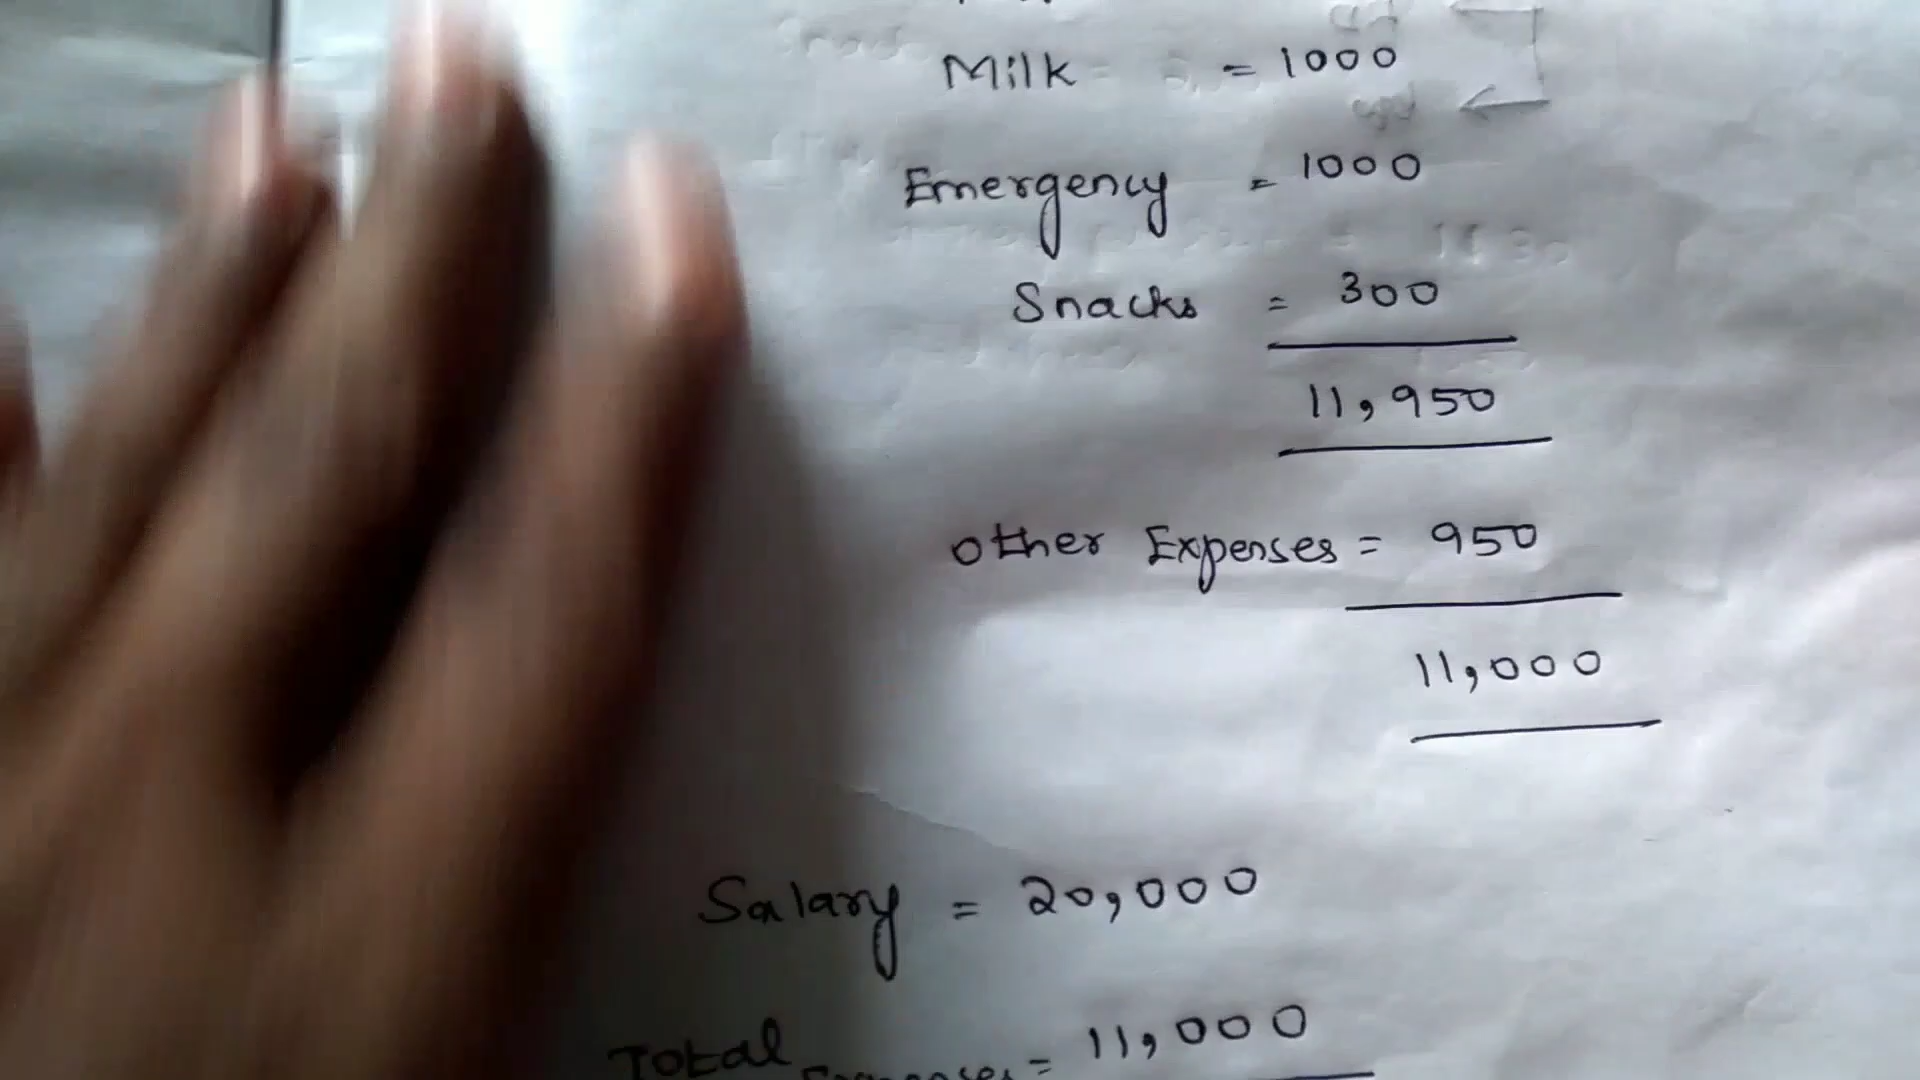 Milk = 1000
Emergency = 1000
Snacks = 300
11,950
Other Expenses = 950
11,000
Salary = 20,000
Total
= 11,000